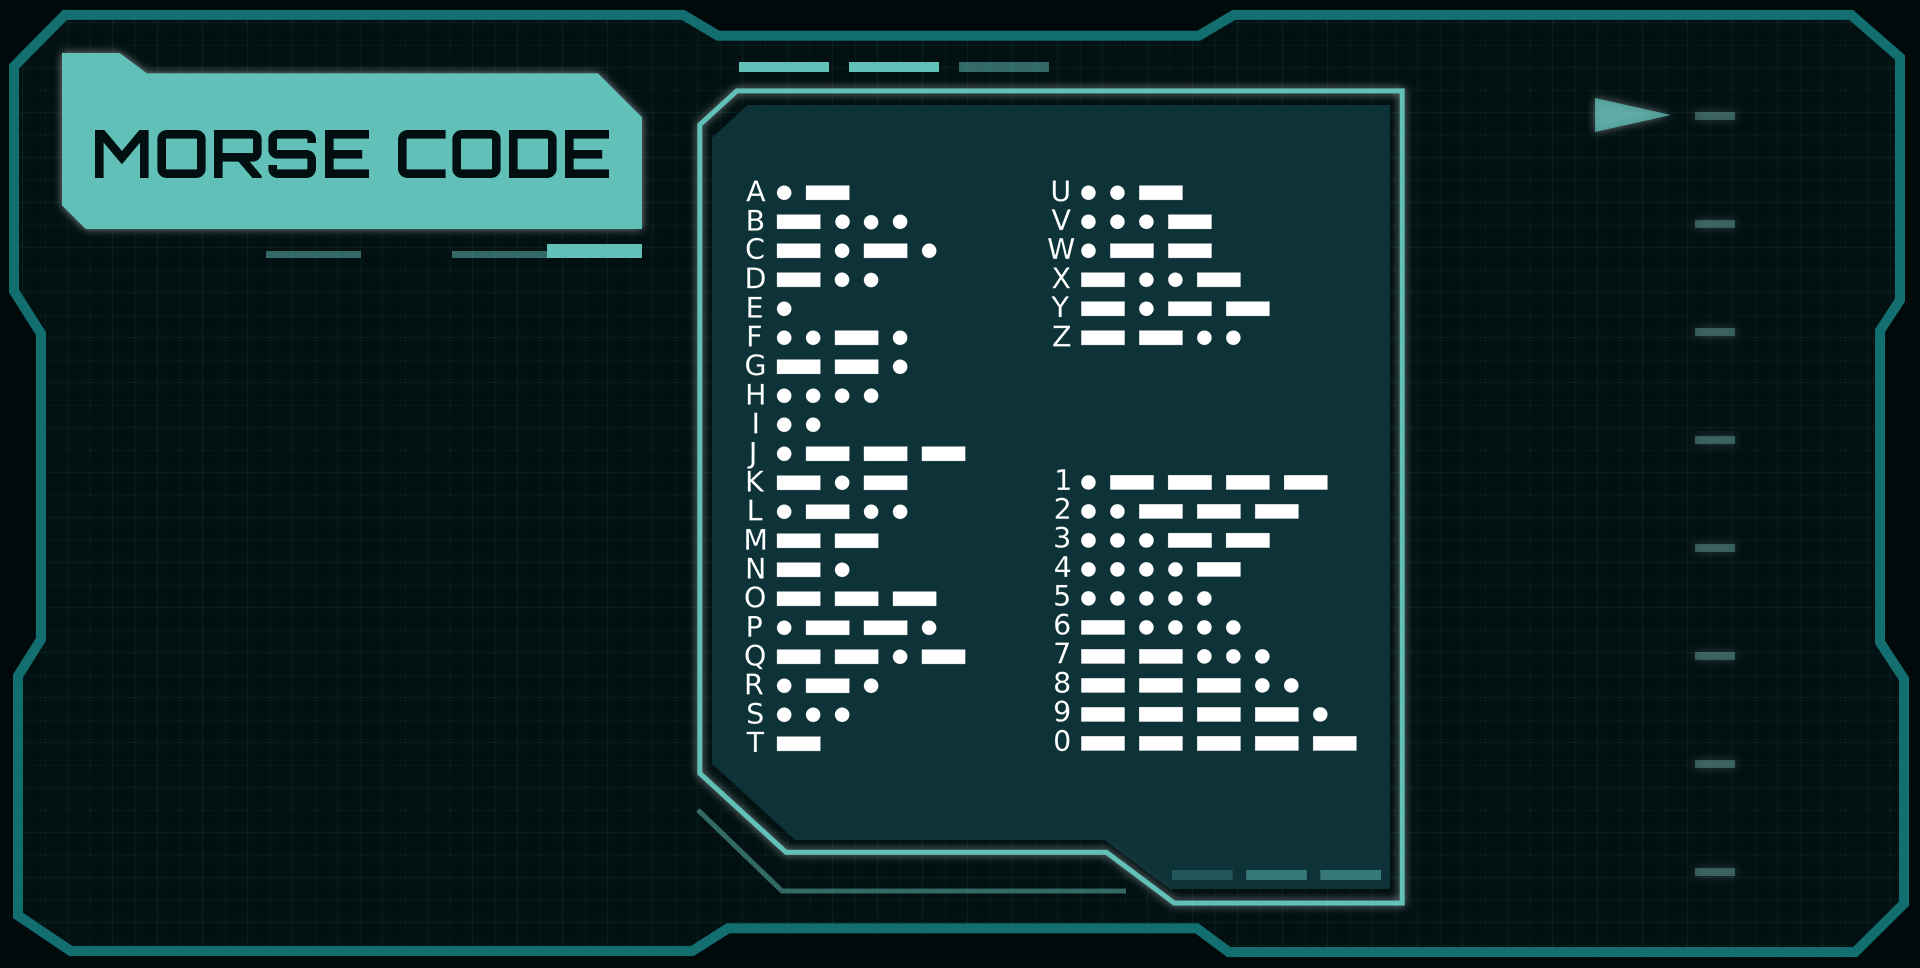 MORSE CODE
A • —
B — • • •
C — • — •
D — • •
E •
F • • — •
G — — •
H • • • •
I • •
J • — — —
K — • —
L • — • •
M — —
N — •
O — — —
P • — — •
Q — — • —
R • — •
S • • •
T —
U • • —
V • • • —
W • — —
X — • • —
Y — • — —
Z — — • •
1 • — — — —
2 • • — — —
3 • • • — —
4 • • • • —
5 • • • • •
6 — • • • •
7 — — • • •
8 — — — • •
9 — — — — •
0 — — — — —